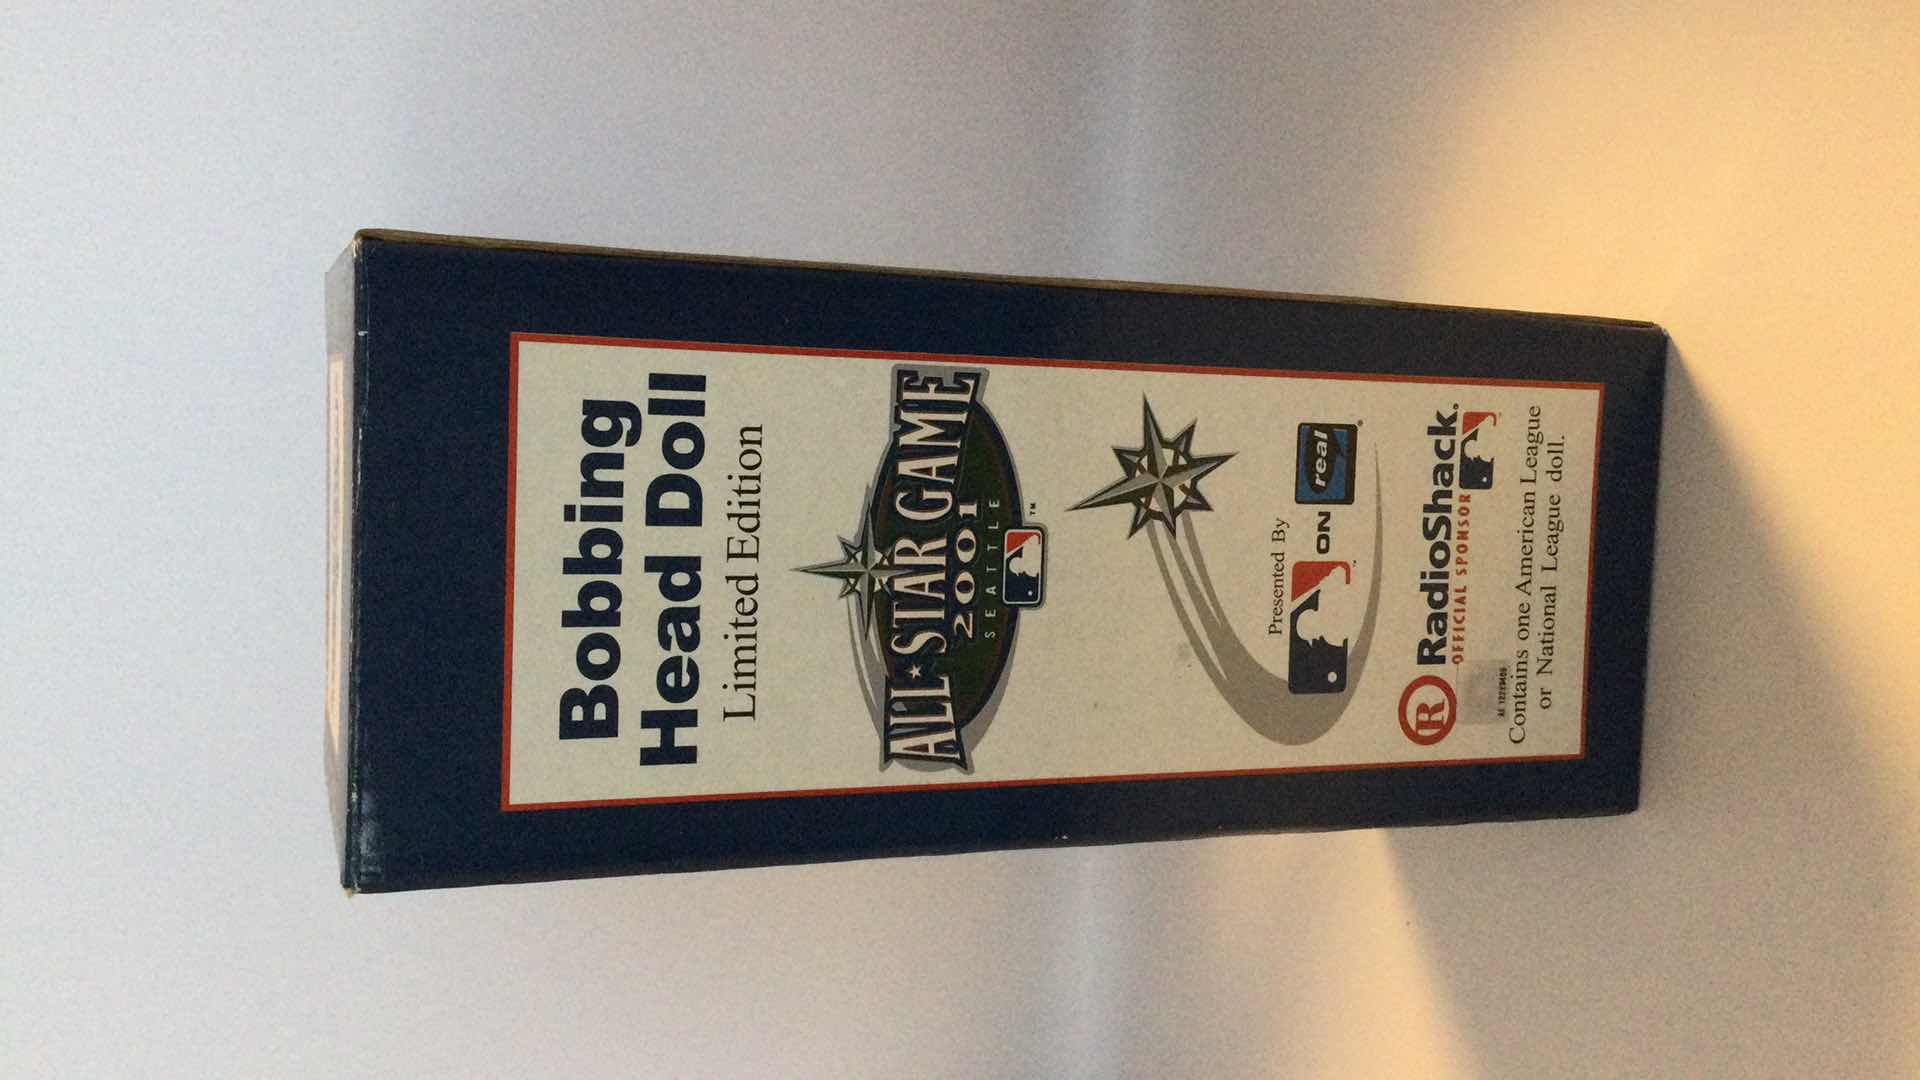 Bobbing
Head Doll
Limited Edition
ALL★STAR GAME
2001
SEATTLE
TM
Presented By
ON real
RadioShack.
OFFICIAL SPONSOR
Contains one American League
or National League doll.